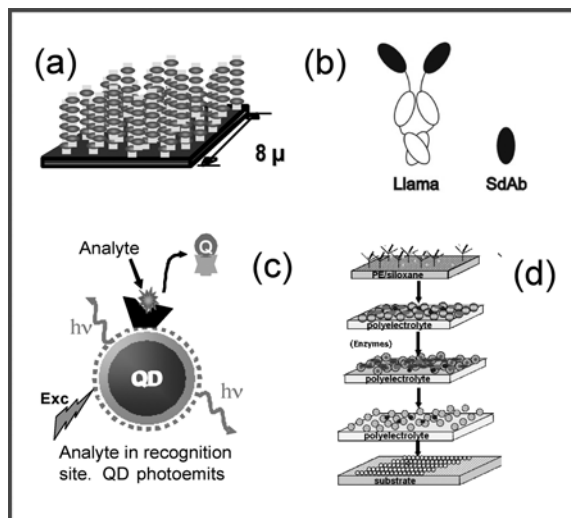 (a)
8 µ
(b)
Llama
SdAb
Analyte
Q
(c)
hν
QD
hν
Exc
Analyte in recognition
site. QD photoemits
(d)
PE/siloxane
polyelectrolyte
(Enzymes)
polyelectrolyte
polyelectrolyte
substrate